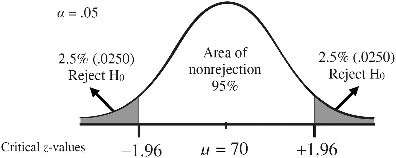 α = .05
2.5% (.0250)
Reject H₀
Area of
nonrejection
95%
2.5% (.0250)
Reject H₀
Critical z-values
–1.96
μ = 70
+1.96